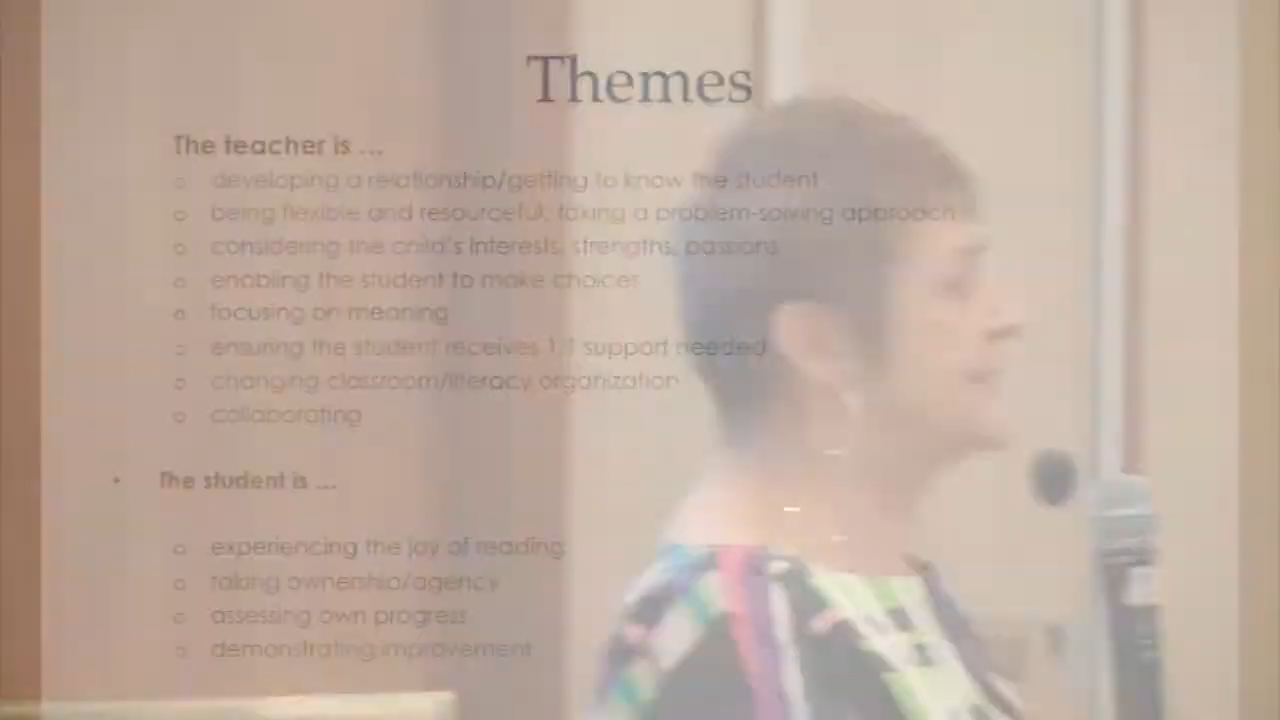 Themes
The teacher is ...
o developing a relationship/getting to know the student
o being flexible and resourceful, taking a problem-solving approach
o considering the child's interests, strengths, passions
o enabling the student to make choices
o focusing on meaning
o ensuring the student receives 1:1 support needed
o changing classroom/literacy organization
o collaborating
• The student is ...
o experiencing the joy of reading
o taking ownership/agency
o assessing own progress
o demonstrating improvement